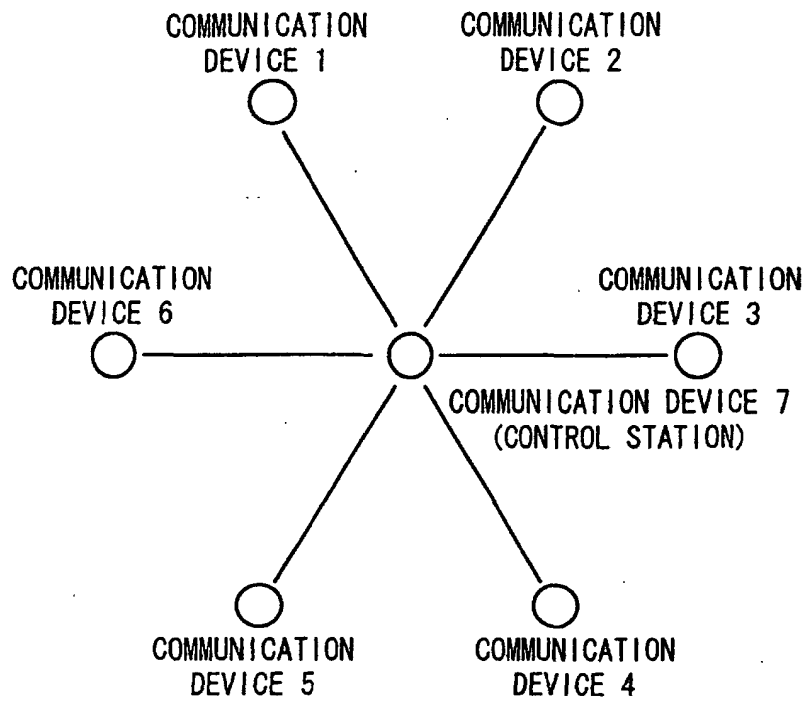 COMMUNICATION
DEVICE 1
COMMUNICATION
DEVICE 2
COMMUNICATION
DEVICE 6
COMMUNICATION
DEVICE 3
COMMUNICATION DEVICE 7
(CONTROL STATION)
COMMUNICATION
DEVICE 5
COMMUNICATION
DEVICE 4